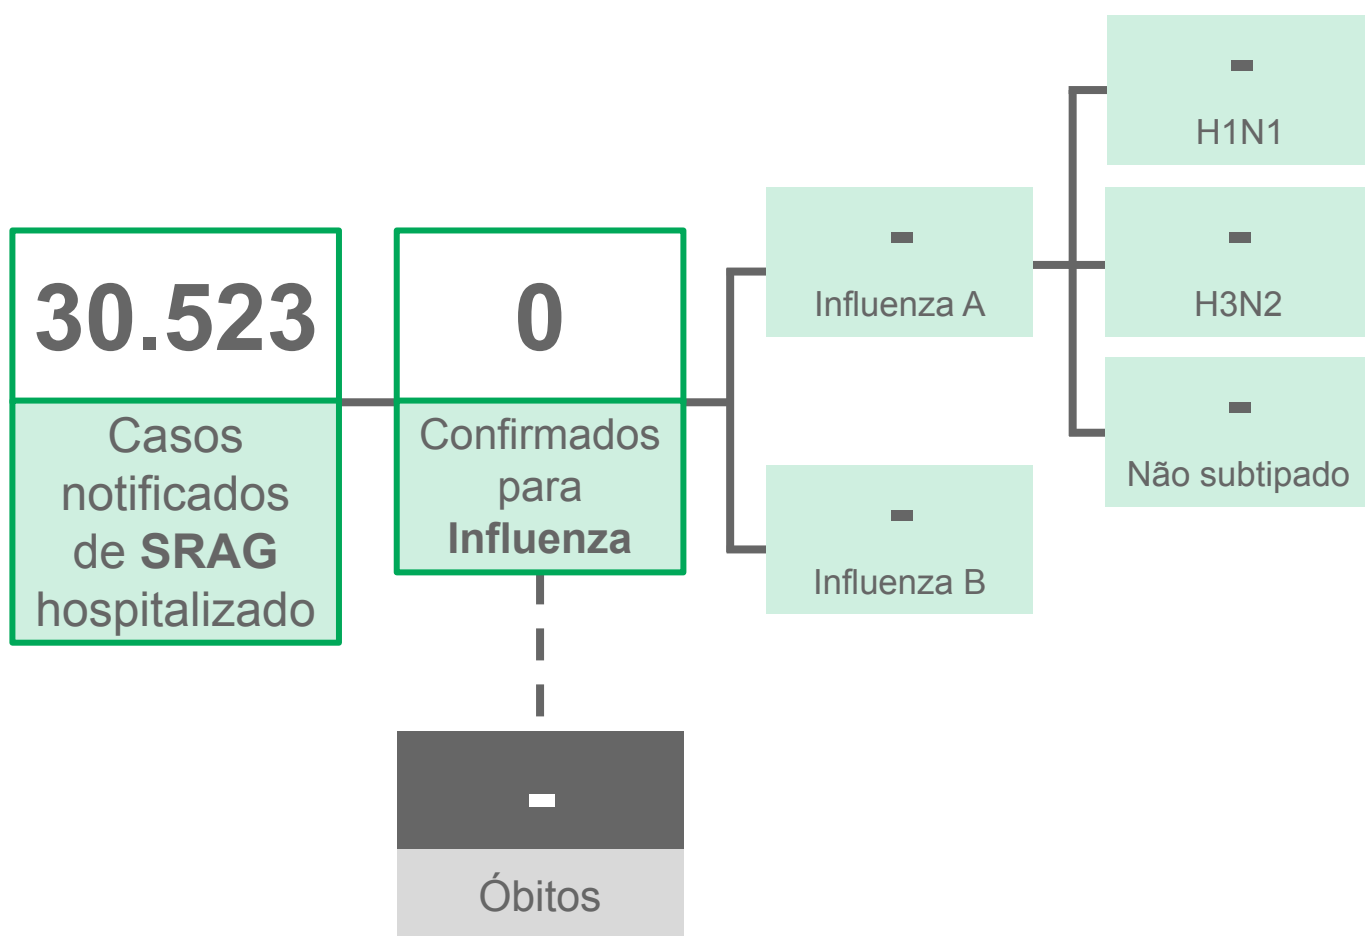 30.523
Casos
notificados
de SRAG
hospitalizado
0
Confirmados
para
Influenza
-
Óbitos
-
Influenza A
-
Influenza B
-
H1N1
-
H3N2
-
Não subtipado